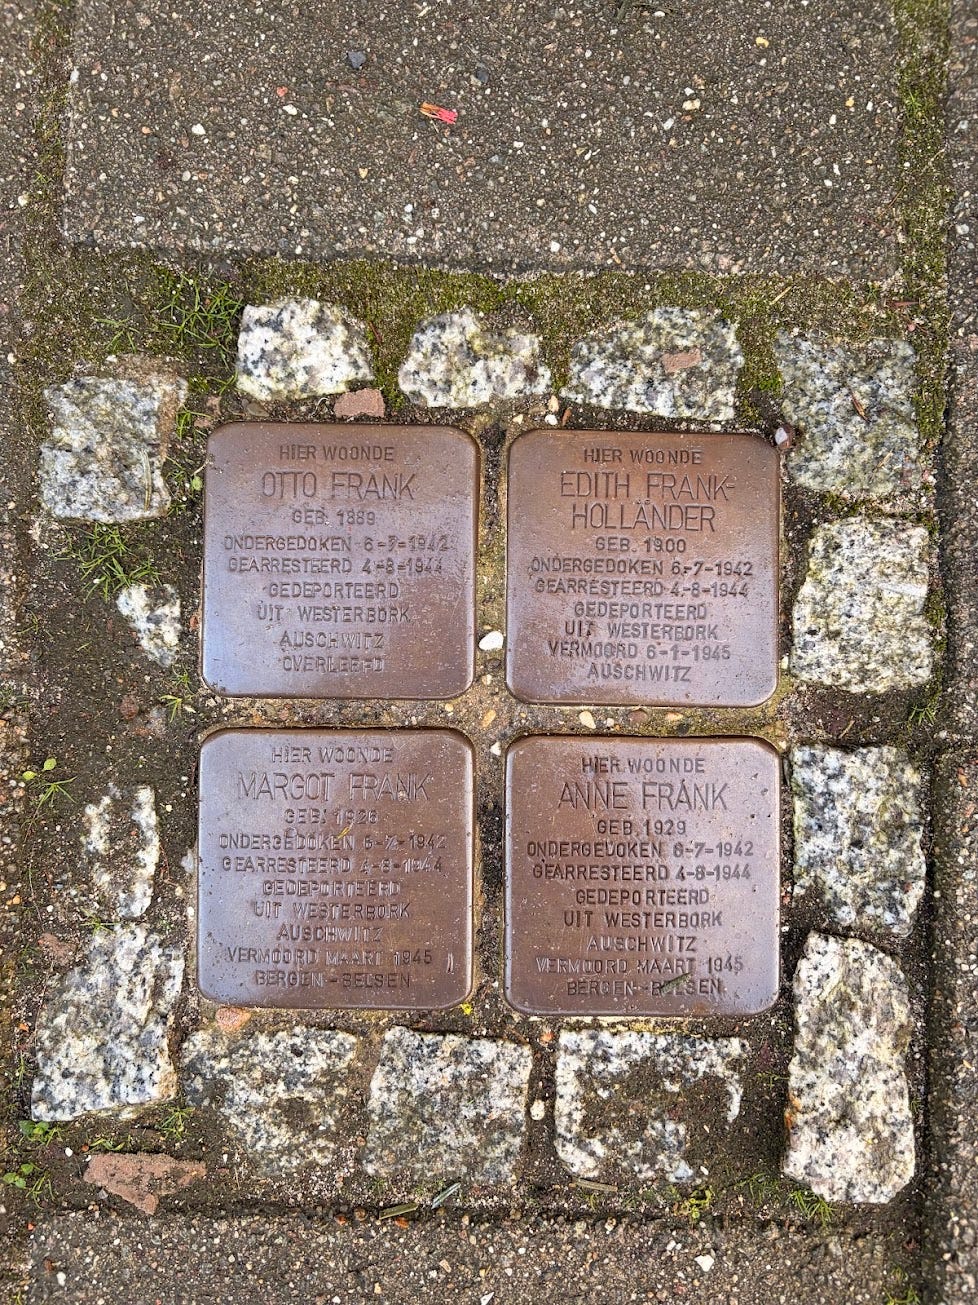 HIER WOONDE
OTTO FRANK
GEB. 1889
ONDERGEDOKEN 6-7-1942
GEARRESTEERD 4-8-1944
GEDEPORTEERD
UIT WESTERBORK
AUSCHWITZ
OVERLEEFD
HIER WOONDE
EDITH FRANK-
HOLLÄNDER
GEB. 1900
ONDERGEDOKEN 6-7-1942
GEARRESTEERD 4-8-1944
GEDEPORTEERD
UIT WESTERBORK
VERMOORD 6-1-1945
AUSCHWITZ
HIER WOONDE
MARGOT FRANK
GEB. 1926
ONDERGEDOKEN 6-7-1942
GEARRESTEERD 4-8-1944
GEDEPORTEERD
UIT WESTERBORK
AUSCHWITZ
VERMOORD MAART 1945
BERGEN-BELSEN
HIER WOONDE
ANNE FRANK
GEB. 1929
ONDERGEDOKEN 6-7-1942
GEARRESTEERD 4-8-1944
GEDEPORTEERD
UIT WESTERBORK
AUSCHWITZ
VERMOORD MAART 1945
BERGEN-BELSEN